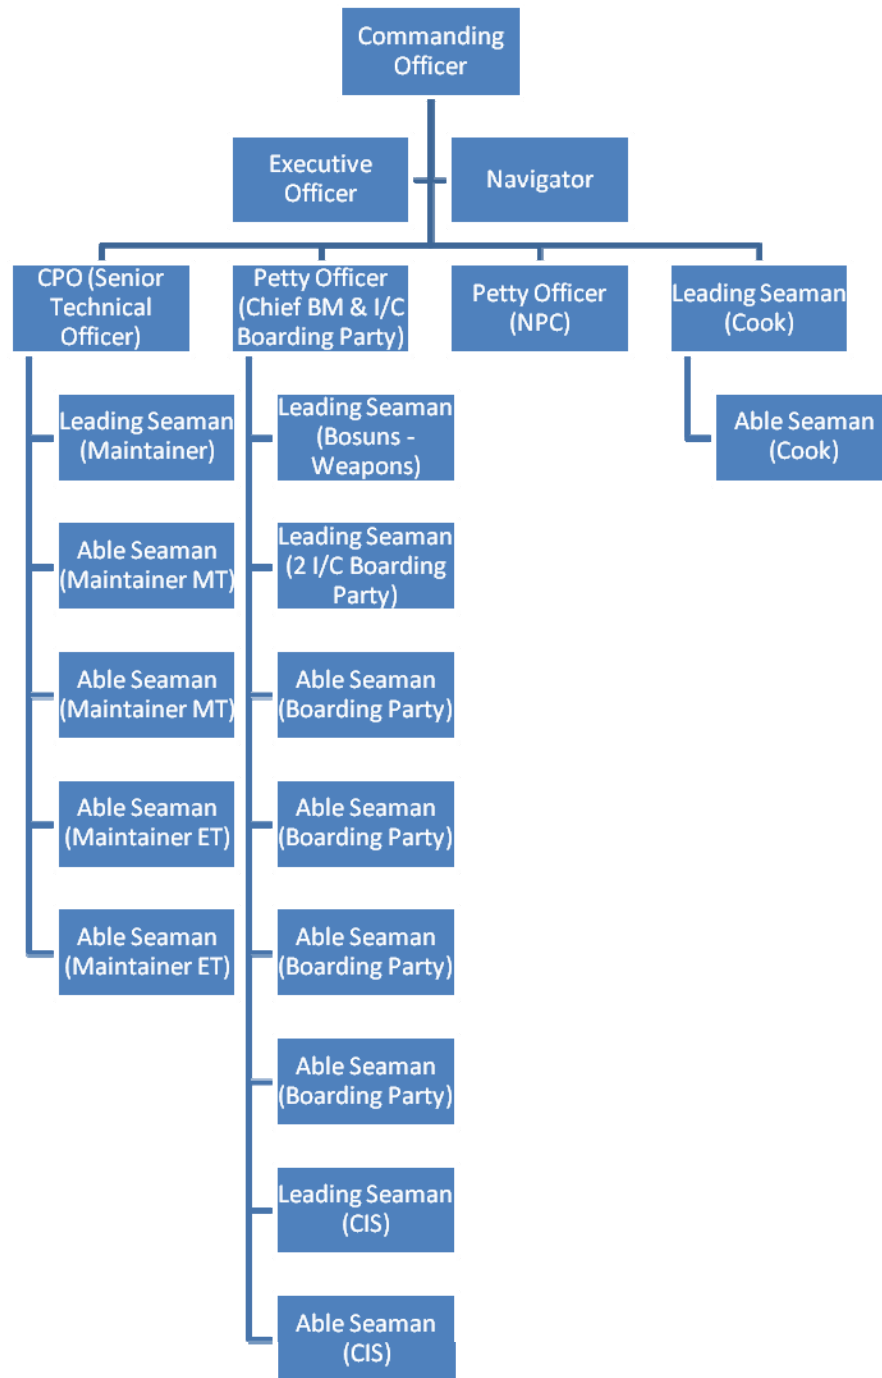 Commanding
Officer
Executive
Officer
Navigator
CPO (Senior
Technical
Officer)
Petty Officer
(Chief BM & I/C
Boarding Party)
Petty Officer
(NPC)
Leading Seaman
(Cook)
Leading Seaman
(Maintainer)
Able Seaman
(Maintainer MT)
Able Seaman
(Maintainer MT)
Able Seaman
(Maintainer ET)
Able Seaman
(Maintainer ET)
Leading Seaman
(Bosuns -
Weapons)
Leading Seaman
(2 I/C Boarding
Party)
Able Seaman
(Boarding Party)
Able Seaman
(Boarding Party)
Able Seaman
(Boarding Party)
Able Seaman
(Boarding Party)
Leading Seaman
(CIS)
Able Seaman
(CIS)
Able Seaman
(Cook)